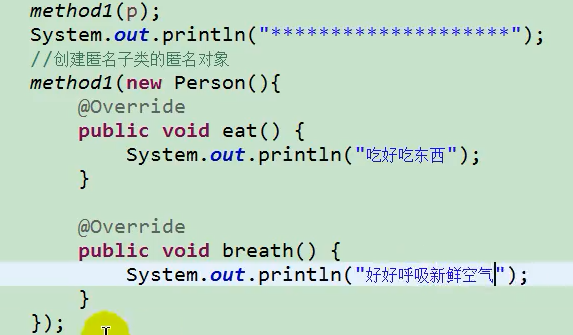 method1(p);
System.out.println("********************");
//创建匿名子类的匿名对象
method1(new Person(){
@Override
public void eat() {
System.out.println("吃好吃东西");
}
@Override
public void breath() {
System.out.println("好好呼吸新鲜空气");
}
});